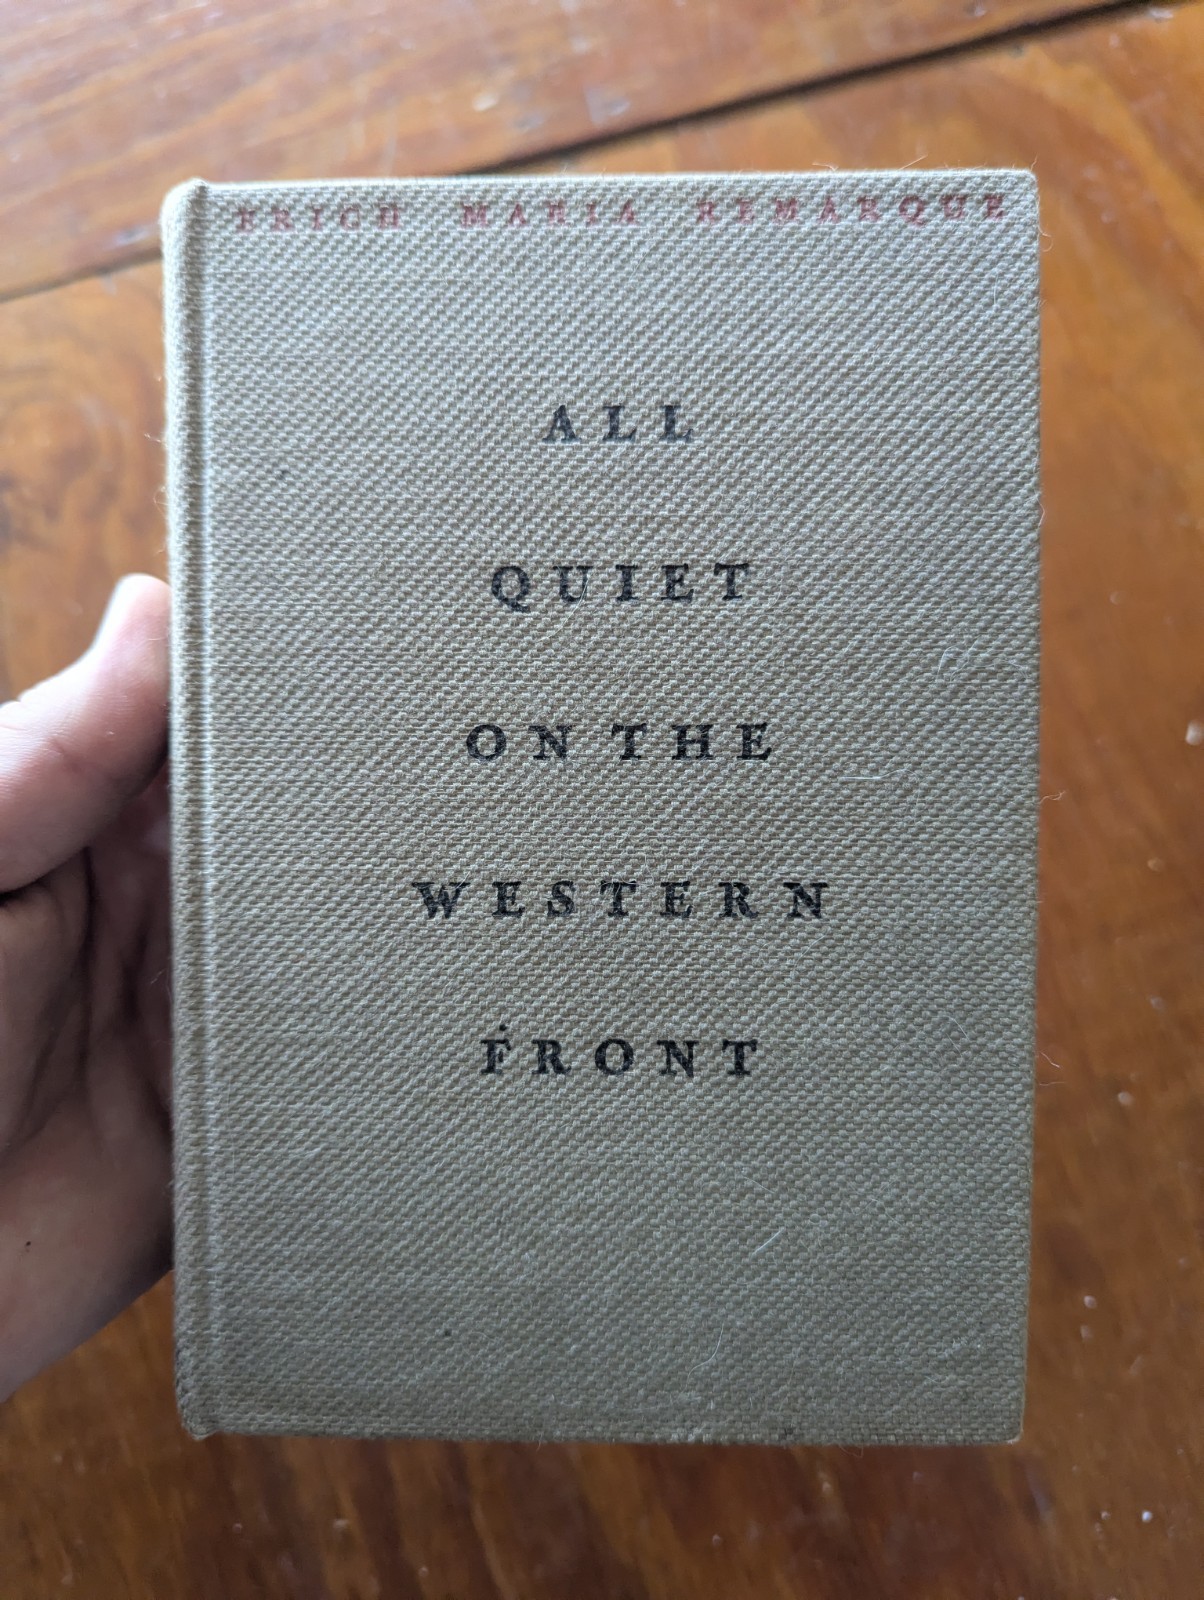 ERICH MARIA REMARQUE
ALL
QUIET
ON THE
WESTERN
FRONT